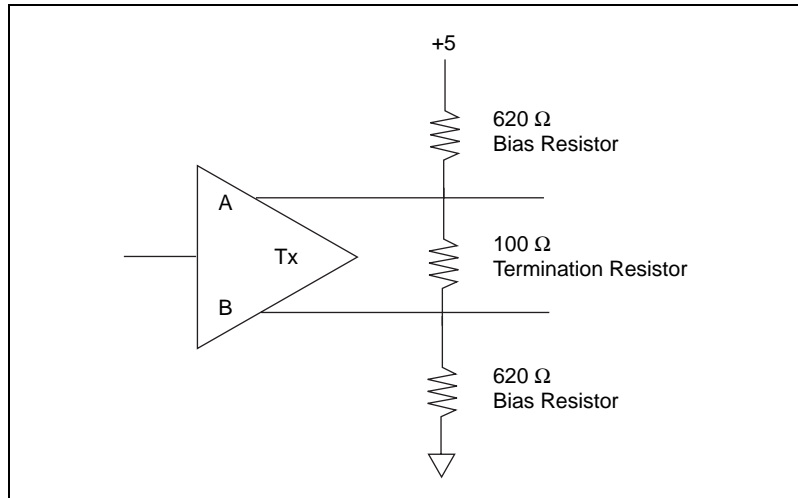 +5
620 Ω
Bias Resistor
A
100 Ω
Tx
Termination Resistor
B
620 Ω
Bias Resistor